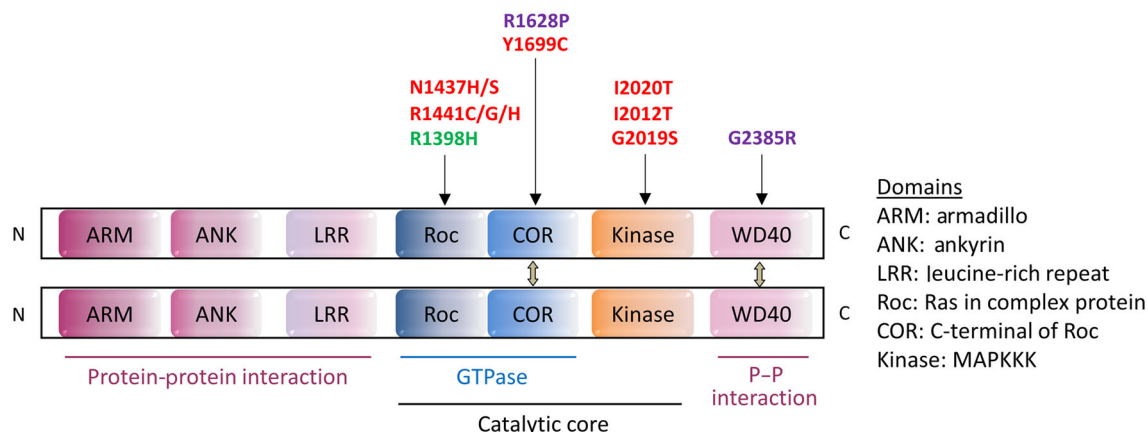 R1628P
Y1699C
N1437H/S
R1441C/G/H
R1398H
I2020T
I2012T
G2019S
G2385R
N ARM ANK LRR Roc COR Kinase WD40 C
N ARM ANK LRR Roc COR Kinase WD40 C
Protein-protein interaction
GTPase
P–P
interaction
Catalytic core
Domains
ARM: armadillo
ANK: ankyrin
LRR: leucine-rich repeat
Roc: Ras in complex protein
COR: C-terminal of Roc
Kinase: MAPKKK